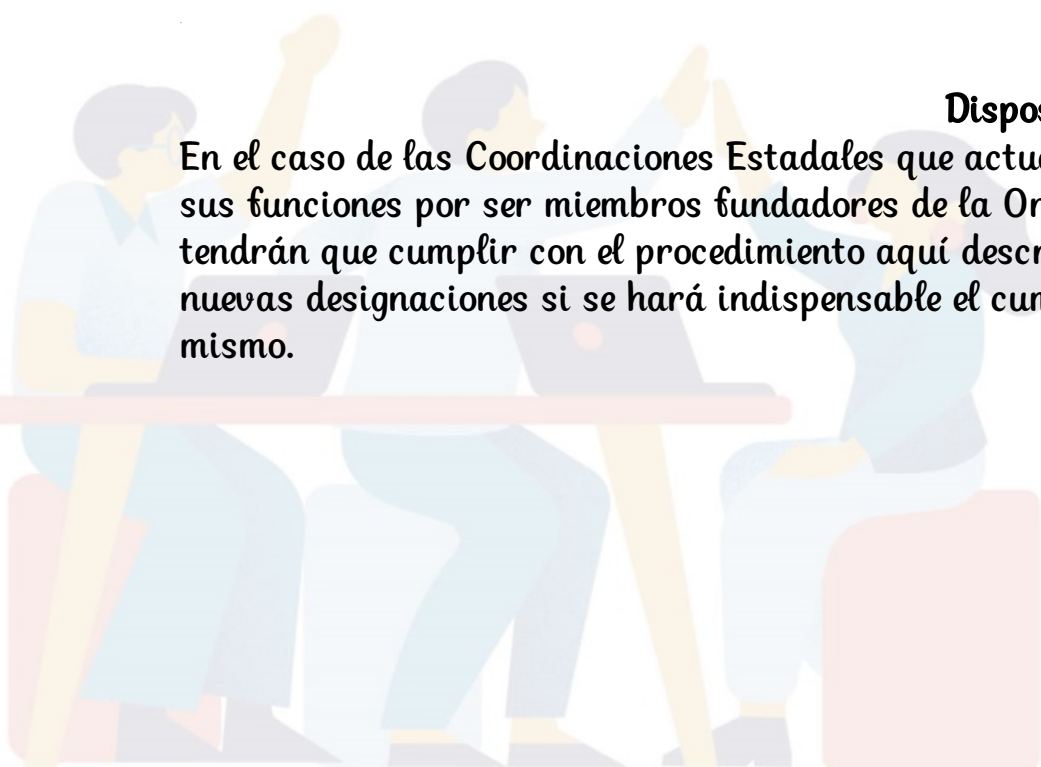 Dispos
En el caso de las Coordinaciones Estadales que actu
sus funciones por ser miembros fundadores de la Or
tendrán que cumplir con el procedimiento aquí descr
nuevas designaciones si se hará indispensable el cum
mismo.